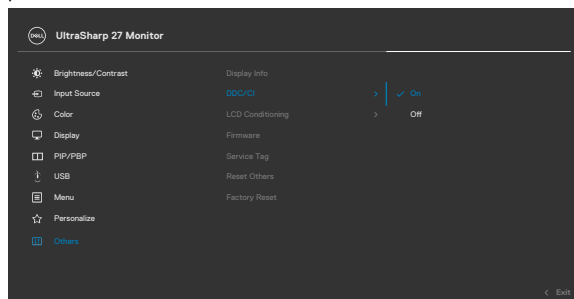 DELL UltraSharp 27 Monitor
Brightness/Contrast Display Info
Input Source DDC/CI > ✓ On
Color LCD Conditioning > Off
Display Firmware
PIP/PBP Service Tag
USB Reset Others
Menu Factory Reset
Personalize
Others
< Exit